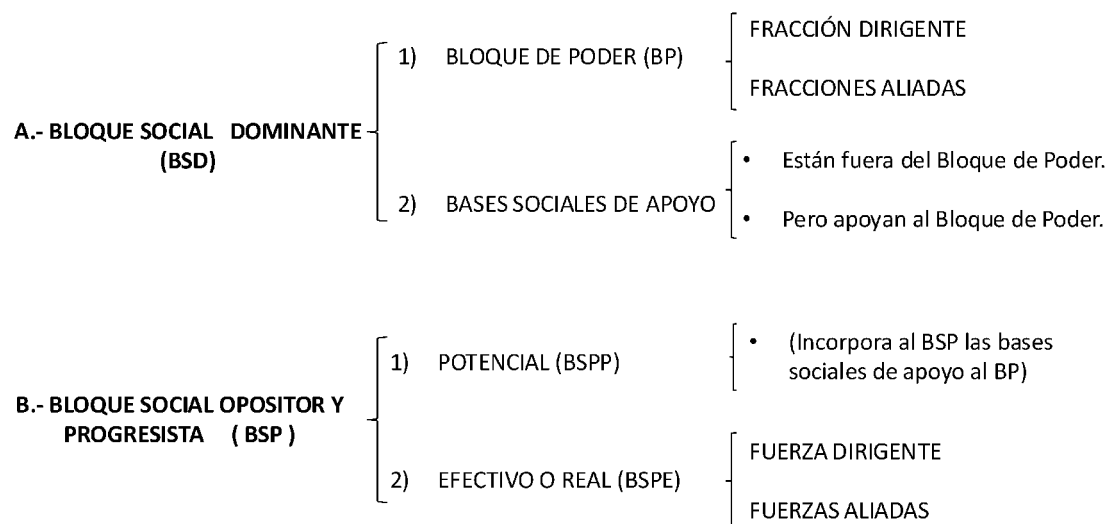 A.- BLOQUE SOCIAL DOMINANTE
(BSD)
1) BLOQUE DE PODER (BP)
FRACCIÓN DIRIGENTE
FRACCIONES ALIADAS
2) BASES SOCIALES DE APOYO
• Están fuera del Bloque de Poder.
• Pero apoyan al Bloque de Poder.
B.- BLOQUE SOCIAL OPOSITOR Y
PROGRESISTA ( BSP )
1) POTENCIAL (BSPP)
• (Incorpora al BSP las bases
sociales de apoyo al BP)
2) EFECTIVO O REAL (BSPE)
FUERZA DIRIGENTE
FUERZAS ALIADAS